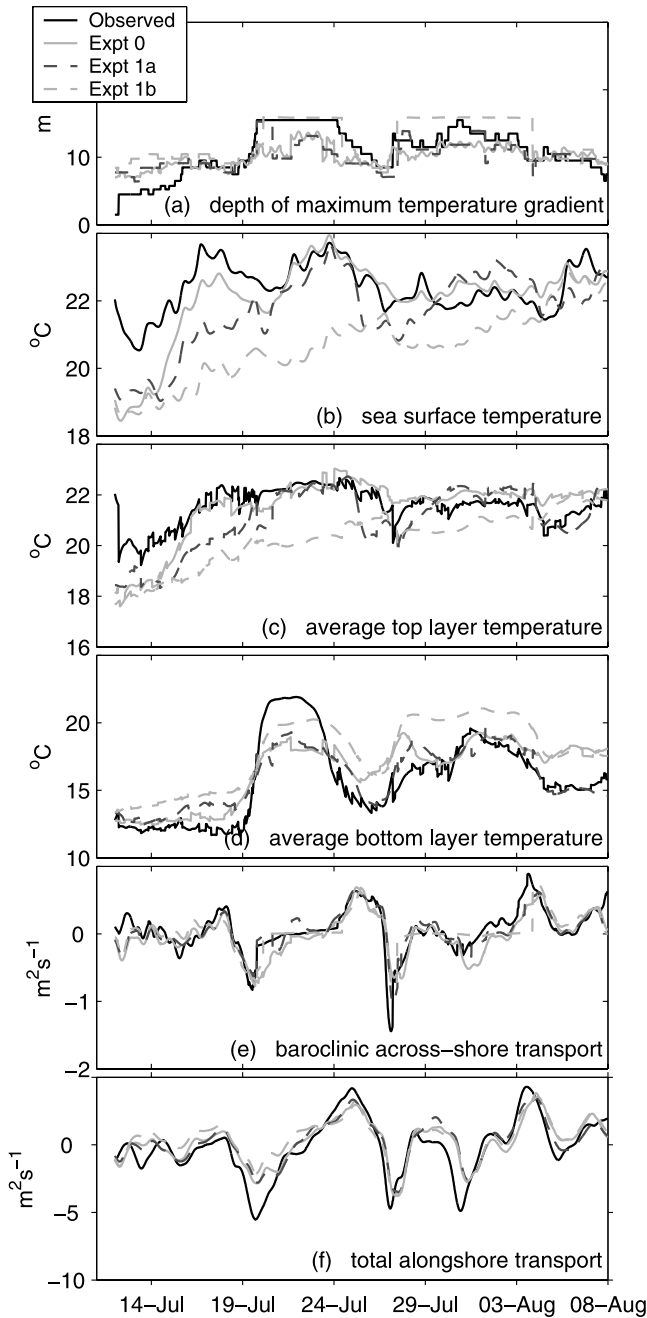 Observed
Expt 0
Expt 1a
Expt 1b
m
10
0
(a) depth of maximum temperature gradient
°C
22
20
18
(b) sea surface temperature
°C
22
20
18
16
(c) average top layer temperature
°C
20
15
10
(d) average bottom layer temperature
m²s⁻¹
0
−1
−2
(e) baroclinic across−shore transport
m²s⁻¹
0
−5
−10
(f) total alongshore transport
14−Jul 19−Jul 24−Jul 29−Jul 03−Aug 08−Aug